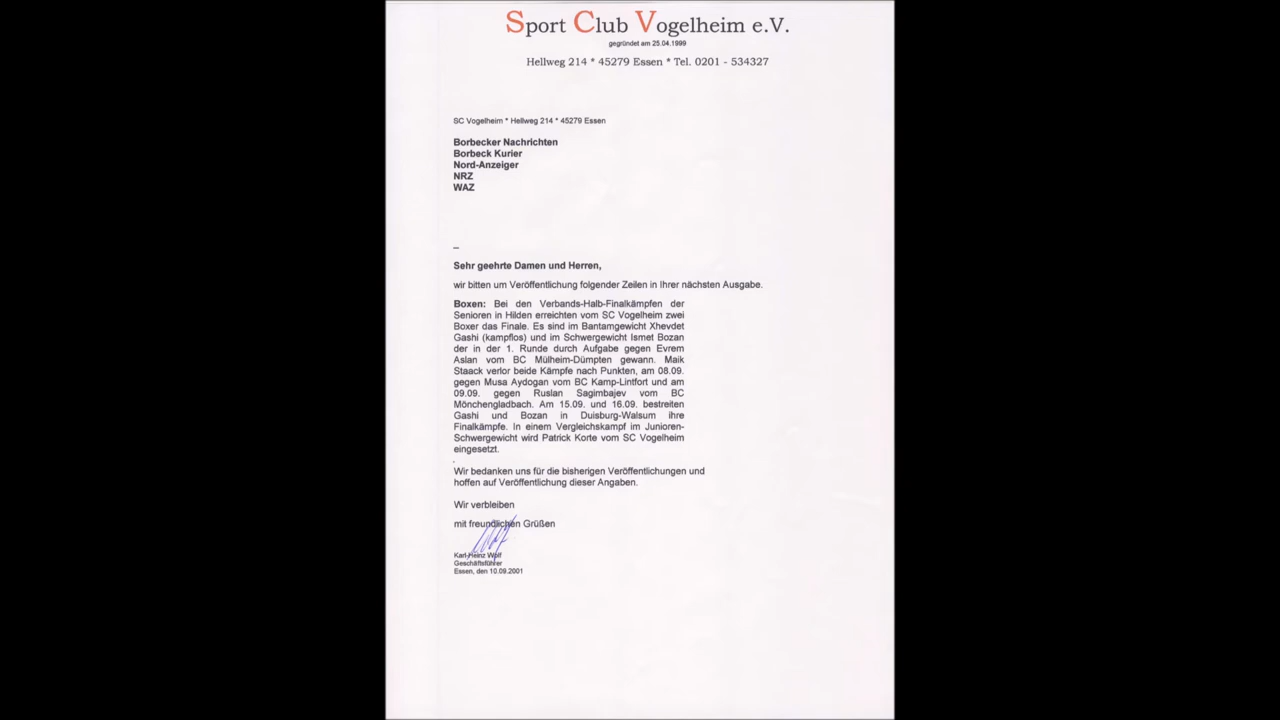 Sport Club Vogelheim e.V.
gegründet am 25.04.1999
Hellweg 214 * 45279 Essen * Tel. 0201 - 534327
SC Vogelheim * Hellweg 214 * 45279 Essen
Borbecker Nachrichten
Borbeck Kurier
Nord-Anzeiger
NRZ
WAZ
Sehr geehrte Damen und Herren,
wir bitten um Veröffentlichung folgender Zeilen in Ihrer nächsten Ausgabe.
Boxen: Bei den Verbands-Halb-Finalkämpfen der
Senioren in Hilden erreichten vom SC Vogelheim zwei
Boxer das Finale. Es sind im Bantamgewicht Xhevdet
Gashi (kampflos) und im Schwergewicht Ismet Bozan
der in der 1. Runde durch Aufgabe gegen Evrem
Aslan vom BC Mülheim-Dümpten gewann. Maik
Staack verlor beide Kämpfe nach Punkten, am 08.09.
gegen Musa Aydogan vom BC Kamp-Lintfort und am
09.09. gegen Ruslan Sagimbajev vom BC
Mönchengladbach. Am 15.09. und 16.09. bestreiten
Gashi und Bozan in Duisburg-Walsum ihre
Finalkämpfe. In einem Vergleichskampf im Junioren-
Schwergewicht wird Patrick Korte vom SC Vogelheim
eingesetzt.
Wir bedanken uns für die bisherigen Veröffentlichungen und
hoffen auf Veröffentlichung dieser Angaben.
Wir verbleiben
mit freundlichen Grüßen
Karl-Heinz Wolf
Geschäftsführer
Essen, den 10.09.2001